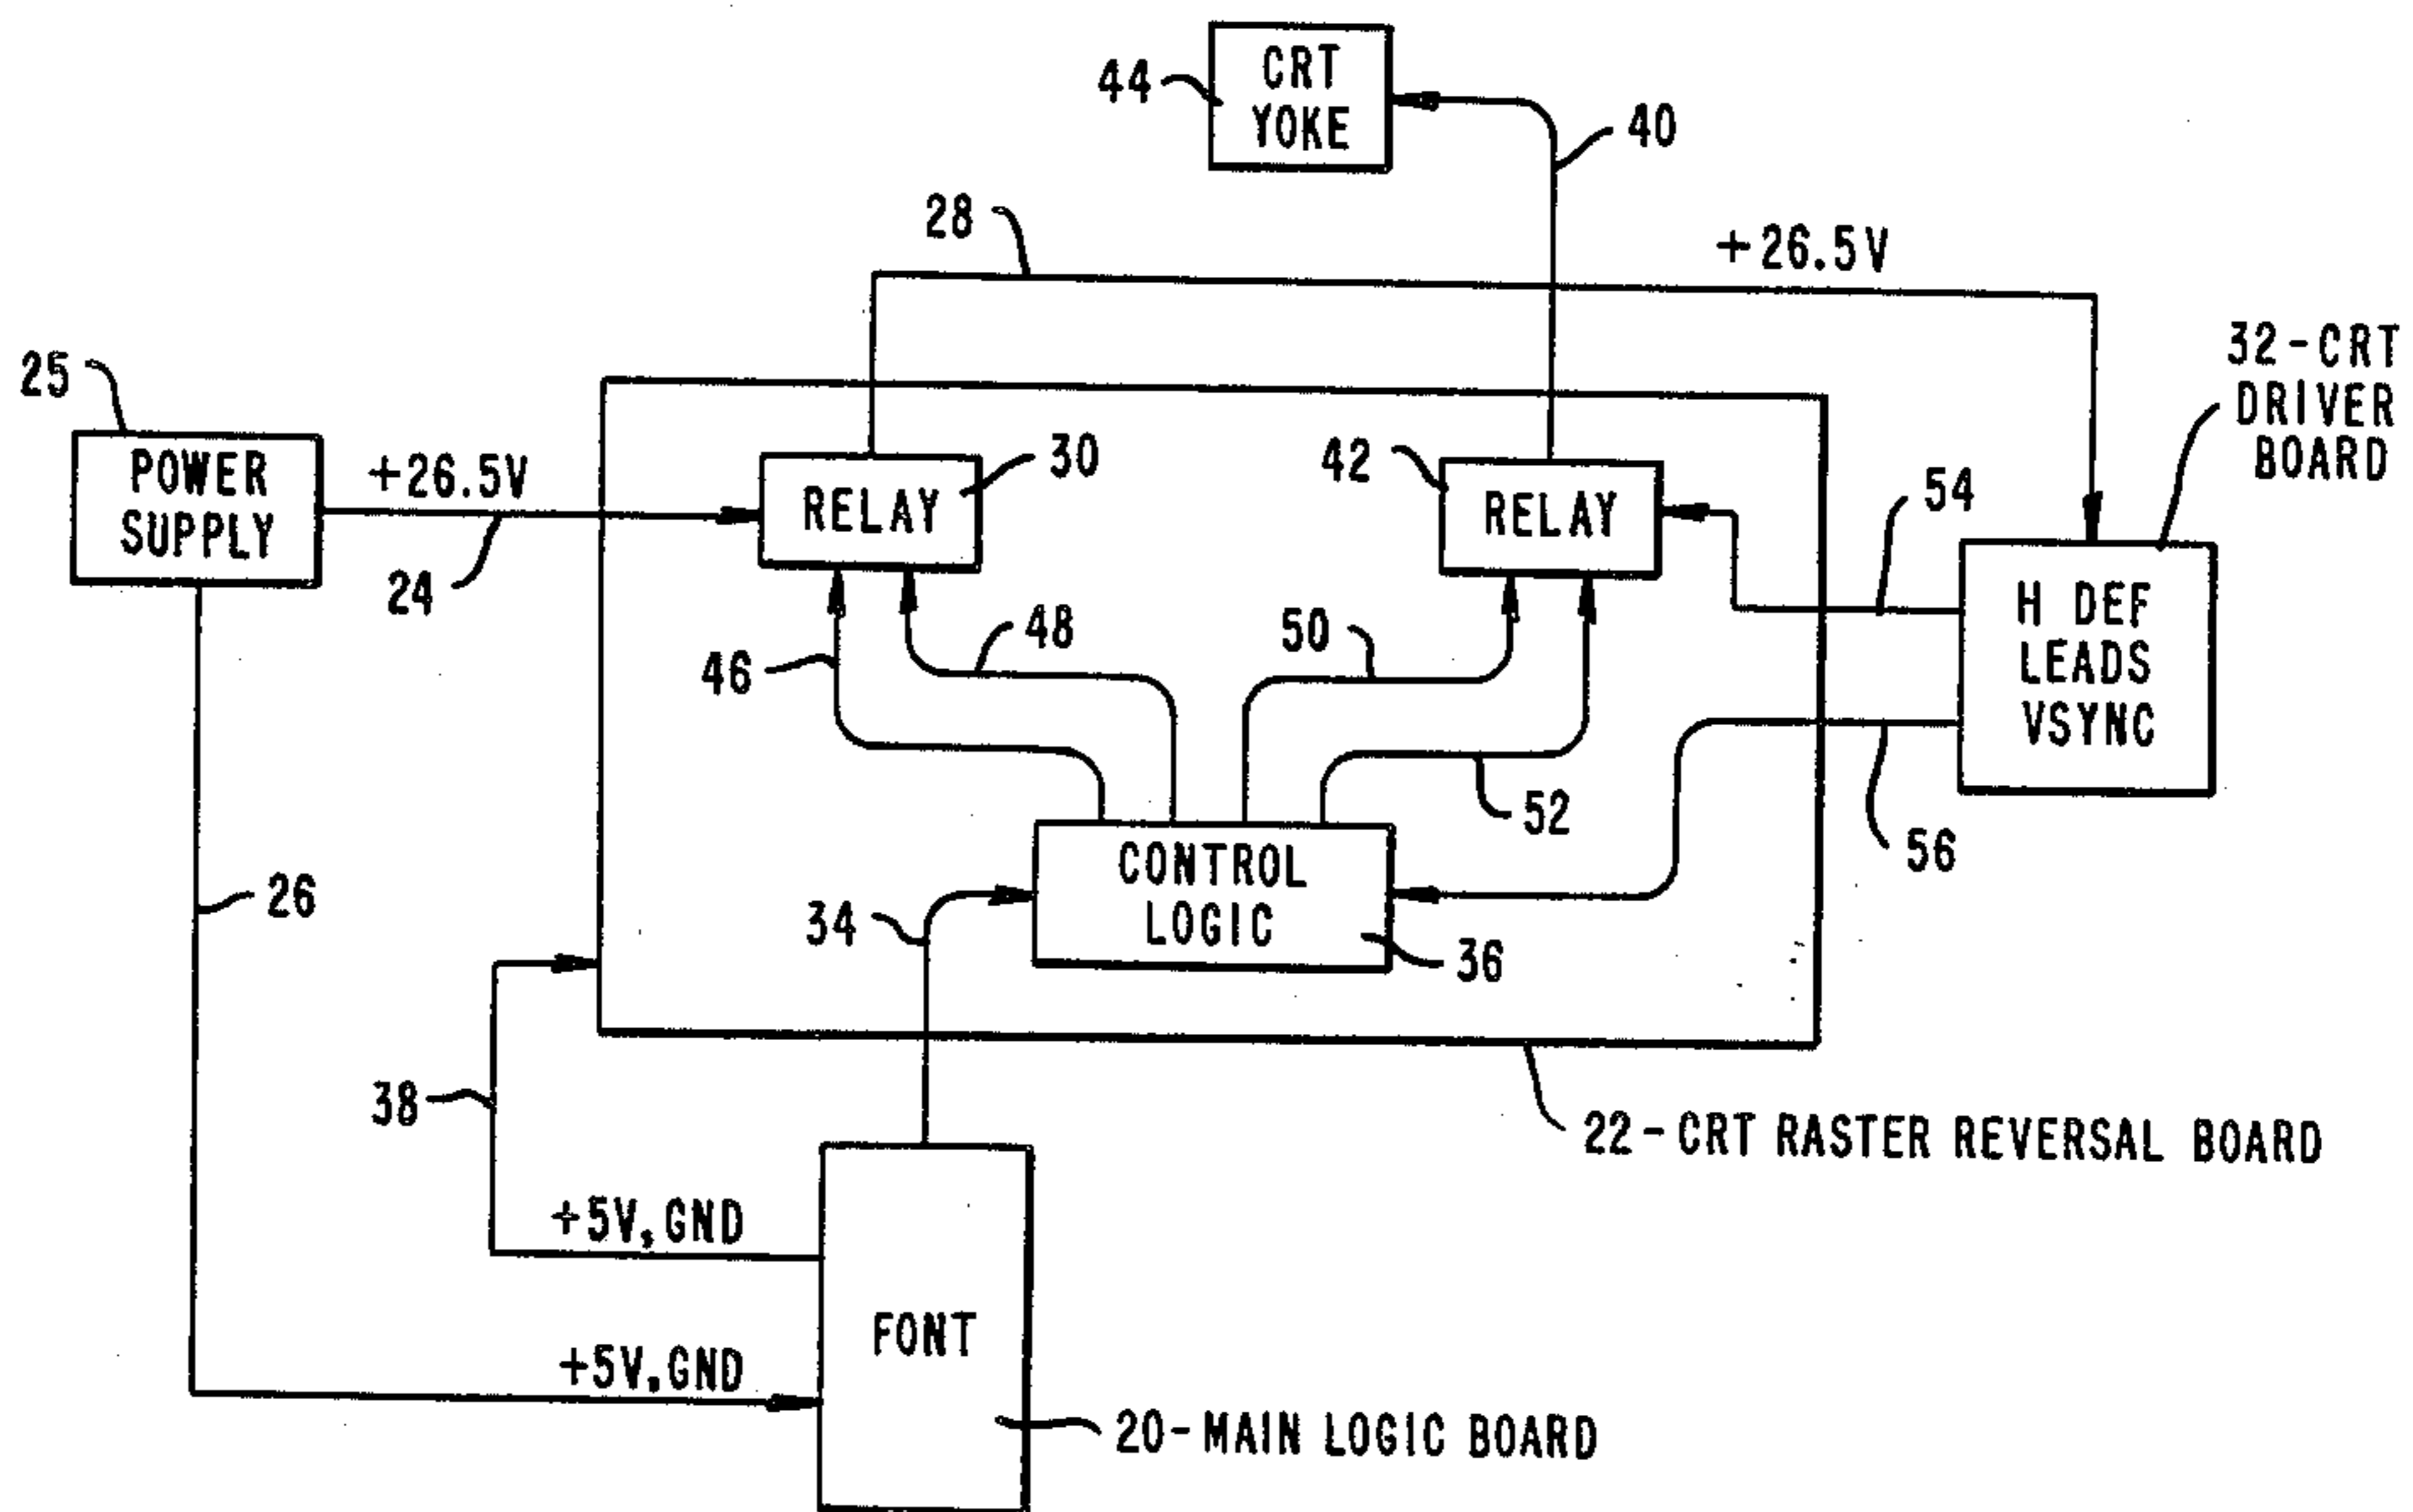 CRT
YOKE
44
40
28
+26.5V
32-CRT
DRIVER
BOARD
25
POWER
SUPPLY
+26.5V
24
RELAY
30
42
RELAY
54
H DEF
LEADS
VSYNC
46
48
50
52
56
26
34
CONTROL
LOGIC
36
38
22-CRT RASTER REVERSAL BOARD
+5V,GND
FONT
+5V,GND
20-MAIN LOGIC BOARD